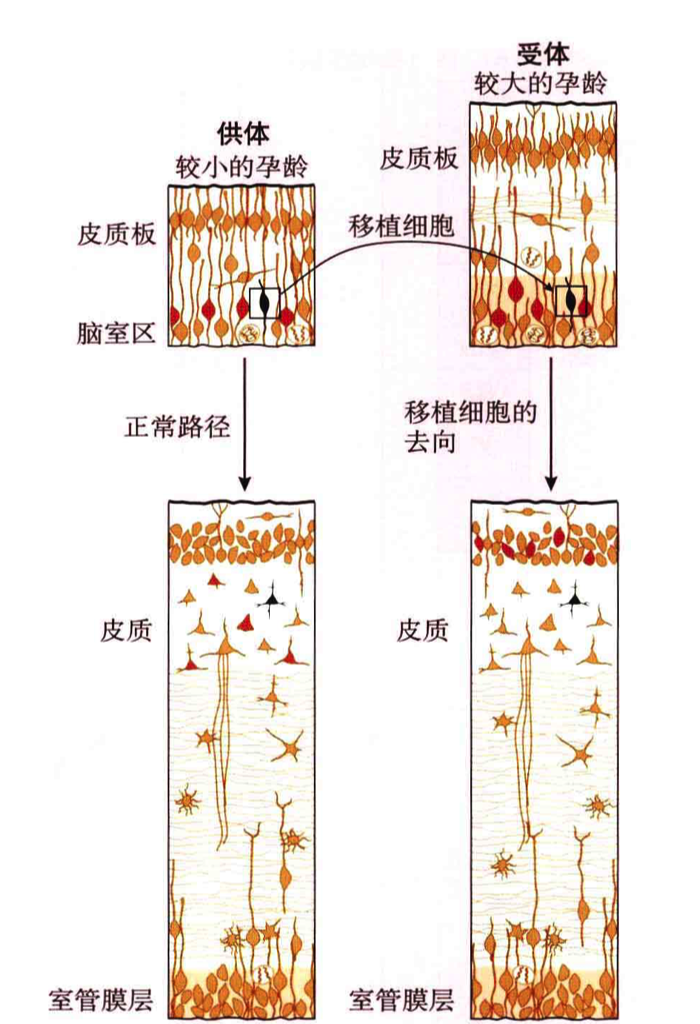 受体
较大的孕龄
供体
较小的孕龄
皮质板
皮质板
移植细胞
脑室区
正常路径
移植细胞的
去向
皮质
皮质
室管膜层
室管膜层